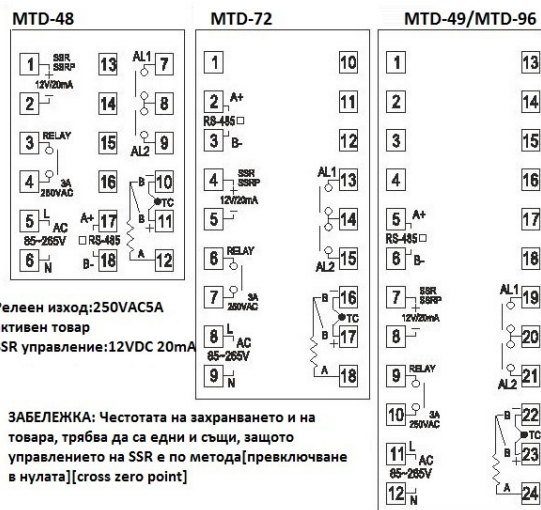 MTD-48 MTD-72 MTD-49/MTD-96
1 SSR SSRP 13 AL1 7
12V/20mA
2 14 8
3 RELAY 15 AL2 9
4 3A 250VAC 16 B 10
TC
5 L AC A+ 17 B 11
85~265V RS-485
6 N B- 18 A 12
1 10
2 A+ 11
RS-485
3 B- 12
4 SSR SSRP AL1 13
12V/20mA
5 14
6 RELAY AL2 15
7 3A 250VAC B 16
TC
8 L AC B 17
85~265V
9 N A 18
1 13
2 14
3 15
4 16
5 A+ 17
RS-485
6 B- 18
7 SSR SSRP AL1 19
12V/20mA
8 20
9 RELAY AL2 21
10 3A 250VAC B 22
TC
11 L AC B 23
85~265V
12 N A 24
Релеен изход:250VAC5A
активен товар
SSR управление:12VDC 20mA
ЗАБЕЛЕЖКА: Честотата на захранването и на
товара, трябва да са едни и същи, защото
управлението на SSR е по метода[превключване
в нулата][cross zero point]